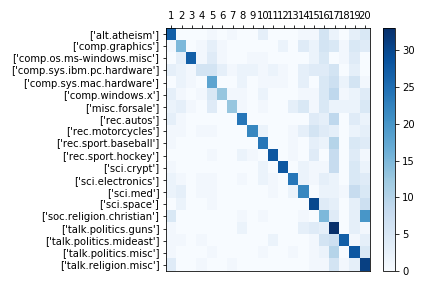 1 2 3 4 5 6 7 8 9 10 11 12 13 14 15 16 17 18 19 20
['alt.atheism']
['comp.graphics']
['comp.os.ms-windows.misc']
['comp.sys.ibm.pc.hardware']
['comp.sys.mac.hardware']
['comp.windows.x']
['misc.forsale']
['rec.autos']
['rec.motorcycles']
['rec.sport.baseball']
['rec.sport.hockey']
['sci.crypt']
['sci.electronics']
['sci.med']
['sci.space']
['soc.religion.christian']
['talk.politics.guns']
['talk.politics.mideast']
['talk.politics.misc']
['talk.religion.misc']
30
25
20
15
10
5
0